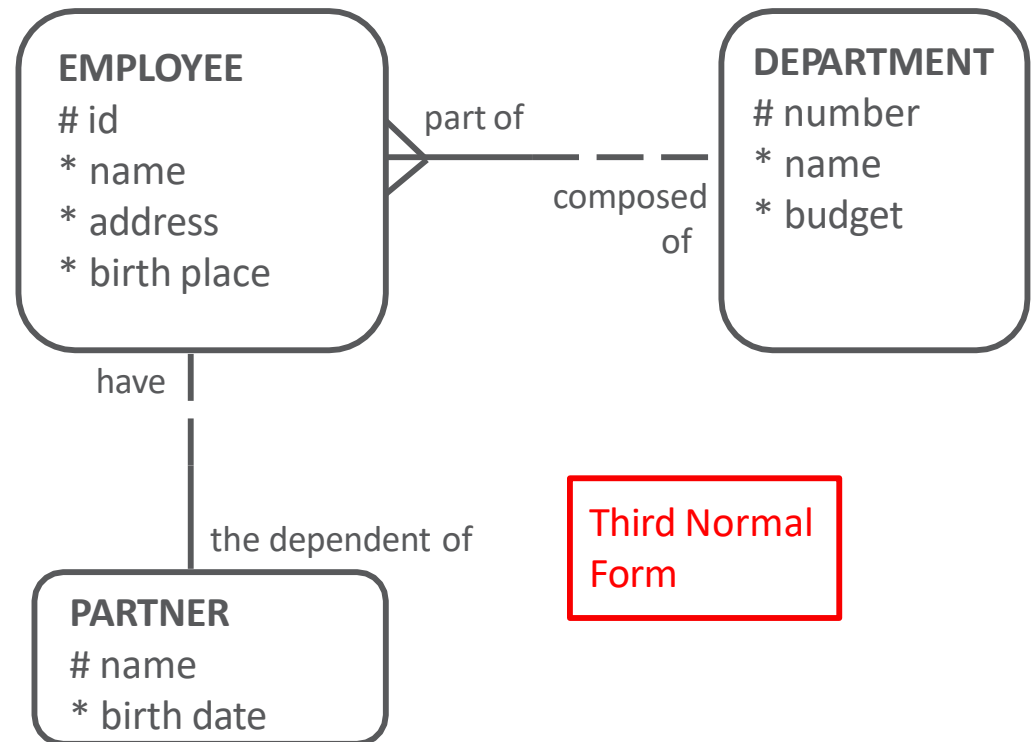 EMPLOYEE
# id
* name
* address
* birth place
part of
composed
of
DEPARTMENT
# number
* name
* budget
have
the dependent of
PARTNER
# name
* birth date
Third Normal
Form